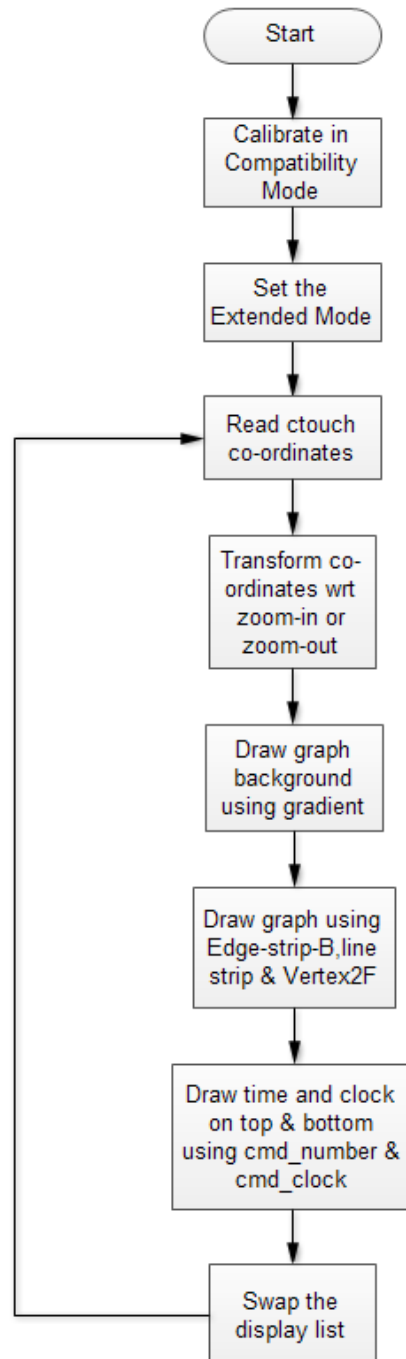 Start
Calibrate in
Compatibility
Mode
Set the
Extended Mode
Read ctouch
co-ordinates
Transform co-
ordinates wrt
zoom-in or
zoom-out
Draw graph
background
using gradient
Draw graph using
Edge-strip-B,line
strip & Vertex2F
Draw time and clock
on top & bottom
using cmd_number &
cmd_clock
Swap the
display list